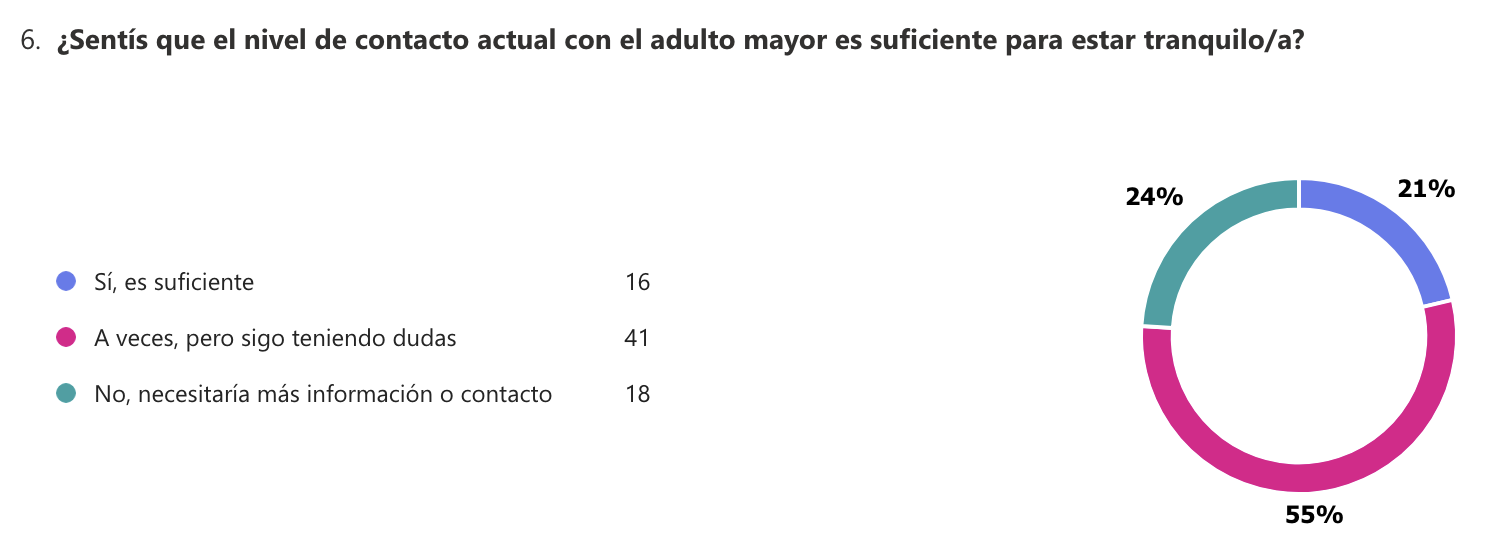 6. ¿Sentís que el nivel de contacto actual con el adulto mayor es suficiente para estar tranquilo/a?
24%
21%
Sí, es suficiente 16
A veces, pero sigo teniendo dudas 41
No, necesitaría más información o contacto 18
55%